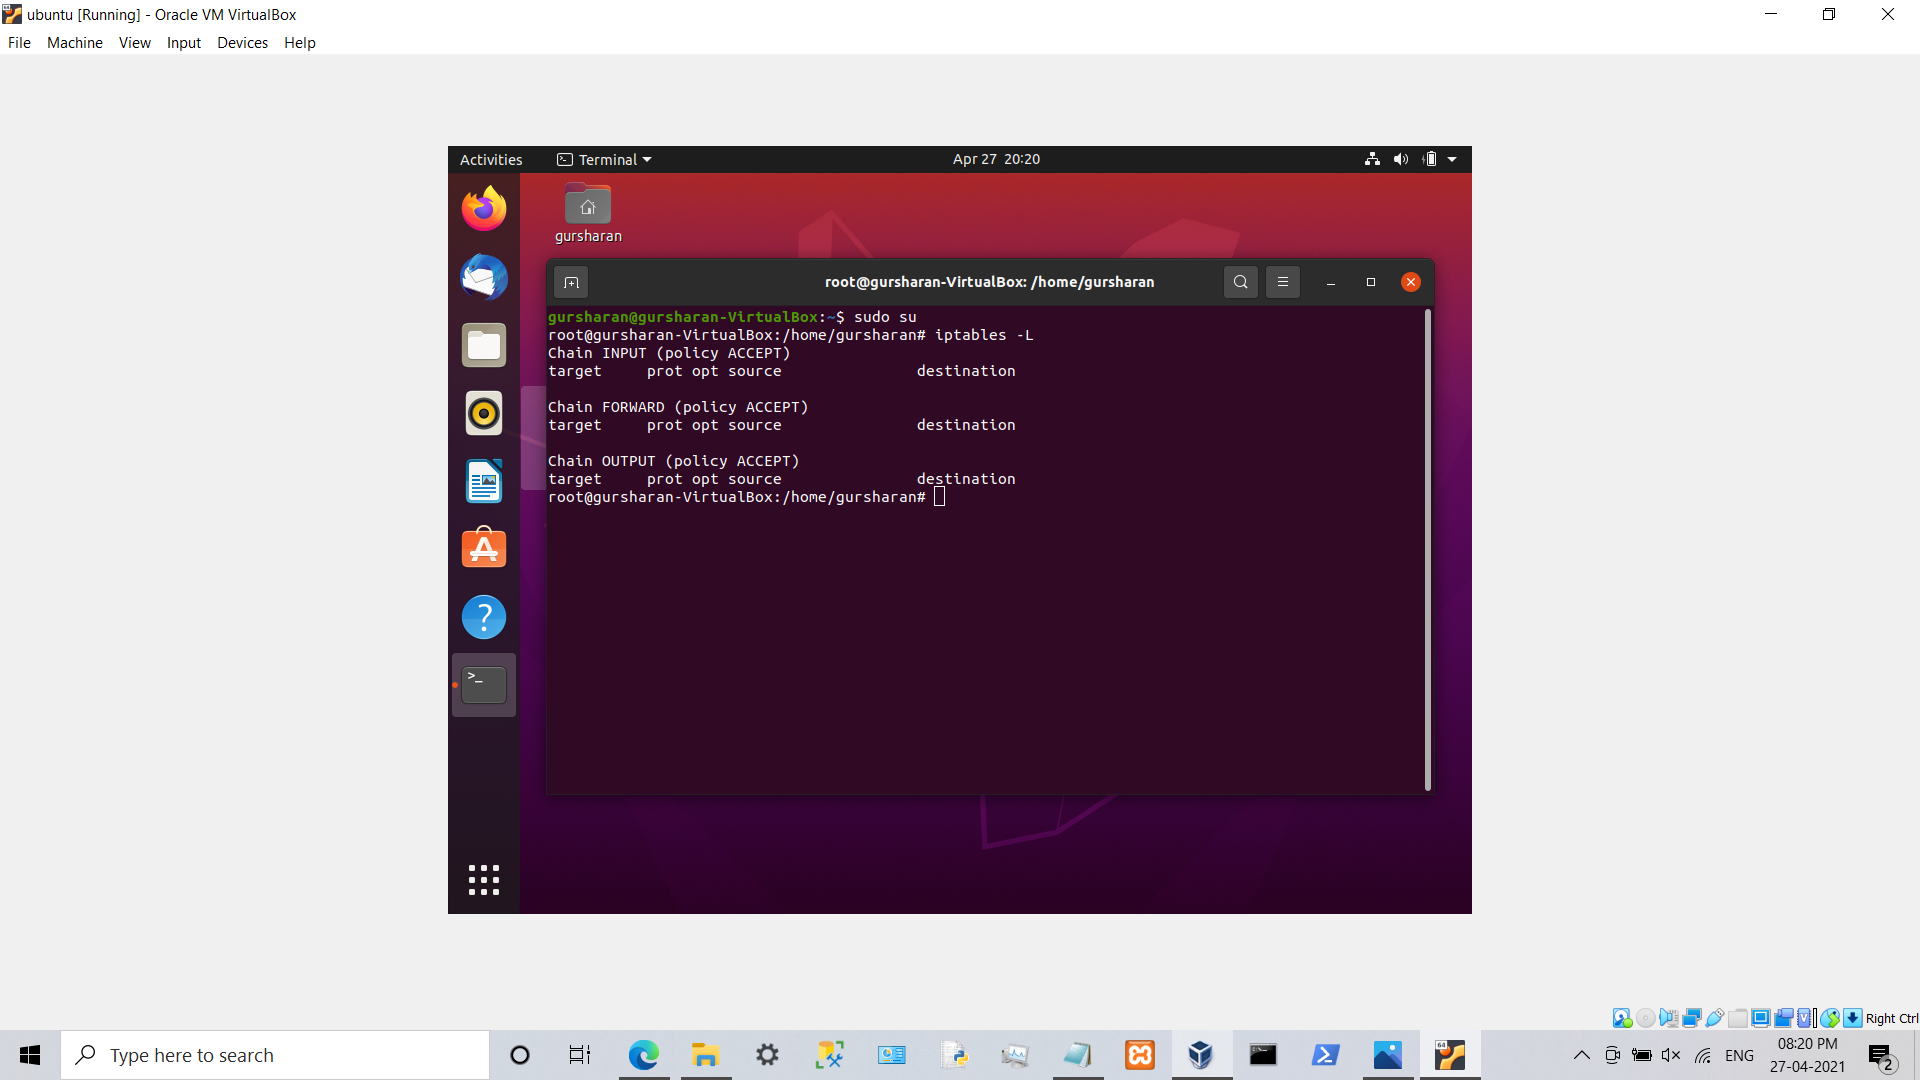 ubuntu [Running] - Oracle VM VirtualBox
File Machine View Input Devices Help
Activities Terminal Apr 27 20:20
gursharan
root@gursharan-VirtualBox: /home/gursharan
gursharan@gursharan-VirtualBox:~$ sudo su
root@gursharan-VirtualBox:/home/gursharan# iptables -L
Chain INPUT (policy ACCEPT)
target     prot opt source               destination
Chain FORWARD (policy ACCEPT)
target     prot opt source               destination
Chain OUTPUT (policy ACCEPT)
target     prot opt source               destination
root@gursharan-VirtualBox:/home/gursharan#
Right Ctrl
Type here to search
ENG
08:20 PM
27-04-2021
2